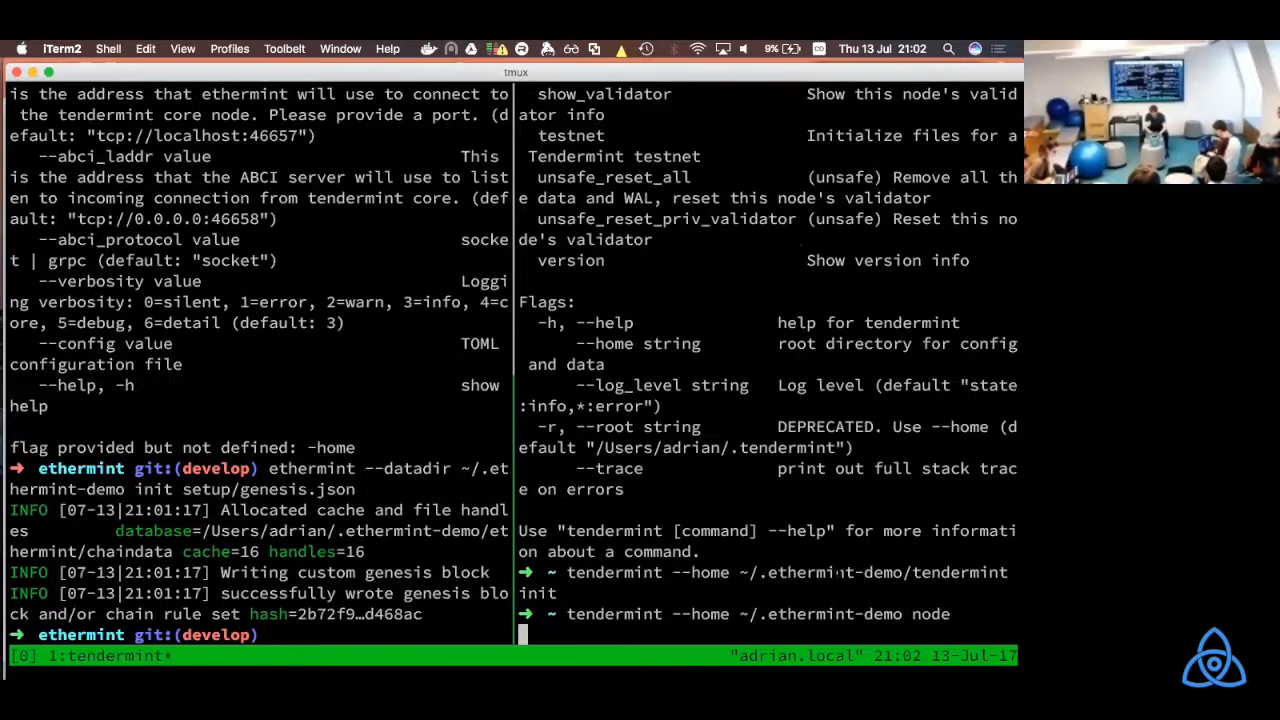 iTerm2 Shell Edit View Profiles Toolbelt Window Help 9% Thu 13 Jul 21:02
tmux
is the address that ethermint will use to connect to
the tendermint core node. Please provide a port. (d
efault: "tcp://localhost:46657")
--abci_laddr value This
is the address that the ABCI server will use to list
en to incoming connection from tendermint core. (def
ault: "tcp://0.0.0.0:46658")
--abci_protocol value socke
t | grpc (default: "socket")
--verbosity value Loggi
ng verbosity: 0=silent, 1=error, 2=warn, 3=info, 4=c
ore, 5=debug, 6=detail (default: 3)
--config value TOML
configuration file
--help, -h show
help
flag provided but not defined: -home
➜ ethermint git:(develop) ethermint --datadir ~/.et
hermint-demo init setup/genesis.json
INFO [07-13|21:01:17] Allocated cache and file handl
es database=/Users/adrian/.ethermint-demo/et
hermint/chaindata cache=16 handles=16
INFO [07-13|21:01:17] Writing custom genesis block
INFO [07-13|21:01:17] successfully wrote genesis blo
ck and/or chain rule set hash=2b72f9…d468ac
➜ ethermint git:(develop)
show_validator Show this node's valid
ator info
testnet Initialize files for a
Tendermint testnet
unsafe_reset_all (unsafe) Remove all th
e data and WAL, reset this node's validator
unsafe_reset_priv_validator (unsafe) Reset this no
de's validator
version Show version info
Flags:
-h, --help help for tendermint
--home string root directory for config
and data
--log_level string Log level (default "state
:info,*:error")
-r, --root string DEPRECATED. Use --home (d
efault "/Users/adrian/.tendermint")
--trace print out full stack trac
e on errors
Use "tendermint [command] --help" for more informati
on about a command.
➜ ~ tendermint --home ~/.ethermint-demo/tendermint
init
➜ ~ tendermint --home ~/.ethermint-demo node
[0] 1:tendermint* "adrian.local" 21:02 13-Jul-17